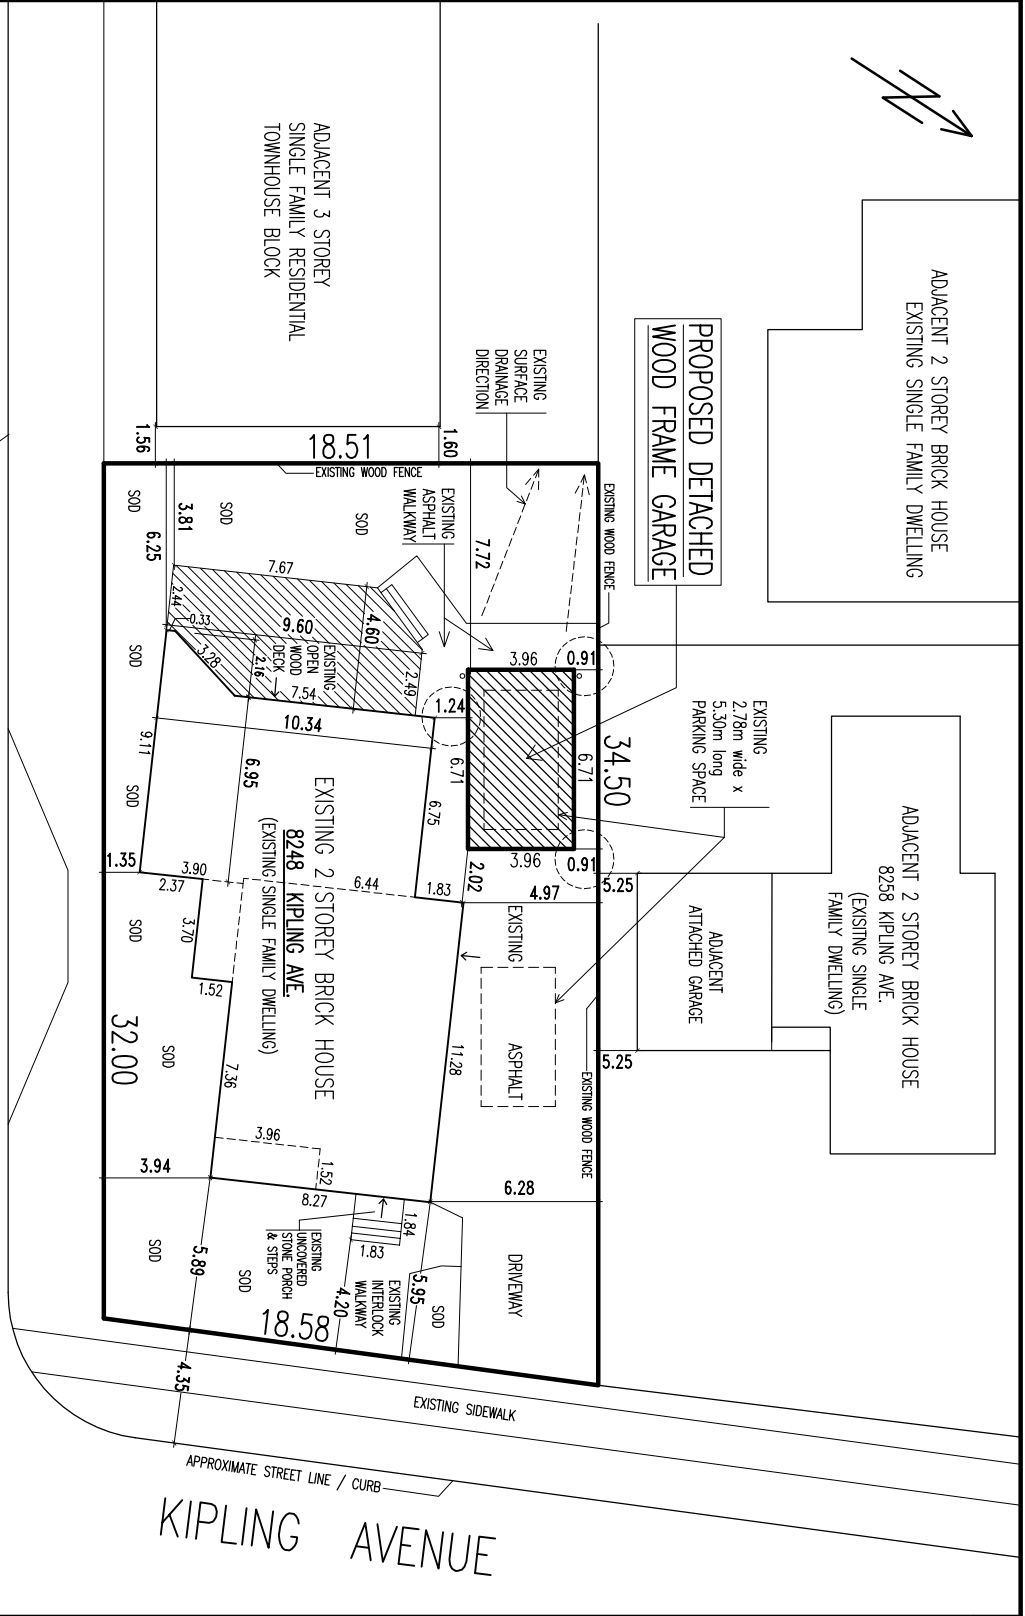 ADJACENT 2 STOREY BRICK HOUSE
EXISTING SINGLE FAMILY DWELLING
ADJACENT 3 STOREY
SINGLE FAMILY RESIDENTIAL
TOWNHOUSE BLOCK
PROPOSED DETACHED
WOOD FRAME GARAGE
EXISTING
SURFACE
DRAINAGE
DIRECTION
EXISTING
2.78m wide x
5.30m long
PARKING SPACE
ADJACENT 2 STOREY BRICK HOUSE
8258 KIPLING AVE.
(EXISITNG SINGLE
FAMILY DWELLING)
ADJACENT
ATTACHED GARAGE
1.56
18.51
1.60
EXISTING WOOD FENCE
EXISTING WOOD FENCE
EXISTING WOOD FENCE
EXISTING
ASPHALT
WALKWAY
SOD
SOD
SOD
3.81
6.25
7.72
7.67
2.44
0.33
9.60
4.60
3.28
2.16
EXISTING
OPEN
WOOD
DECK
7.54
2.49
3.96
0.91
1.24
34.50
6.71
6.71
3.96
0.91
SOD
10.34
9.11
6.95
6.75
SOD
1.35
3.90
2.37
6.44
1.83
2.02
4.97
5.25
5.25
EXISTING 2 STOREY BRICK HOUSE
8248 KIPLING AVE.
(EXISTING SINGLE FAMILY DWELLING)
SOD
3.70
1.52
EXISTING
ASPHALT
32.00
SOD
7.36
11.28
3.96
1.52
3.94
8.27
6.28
1.84
1.83
EXISTING
UNCOVERED
STONE PORCH
& STEPS
SOD
5.89
SOD
18.58
4.20
EXISTING
INTERLOCK
WALKWAY
5.95
SOD
DRIVEWAY
4.35
EXISTING SIDEWALK
APPROXIMATE STREET LINE / CURB
KIPLING AVENUE